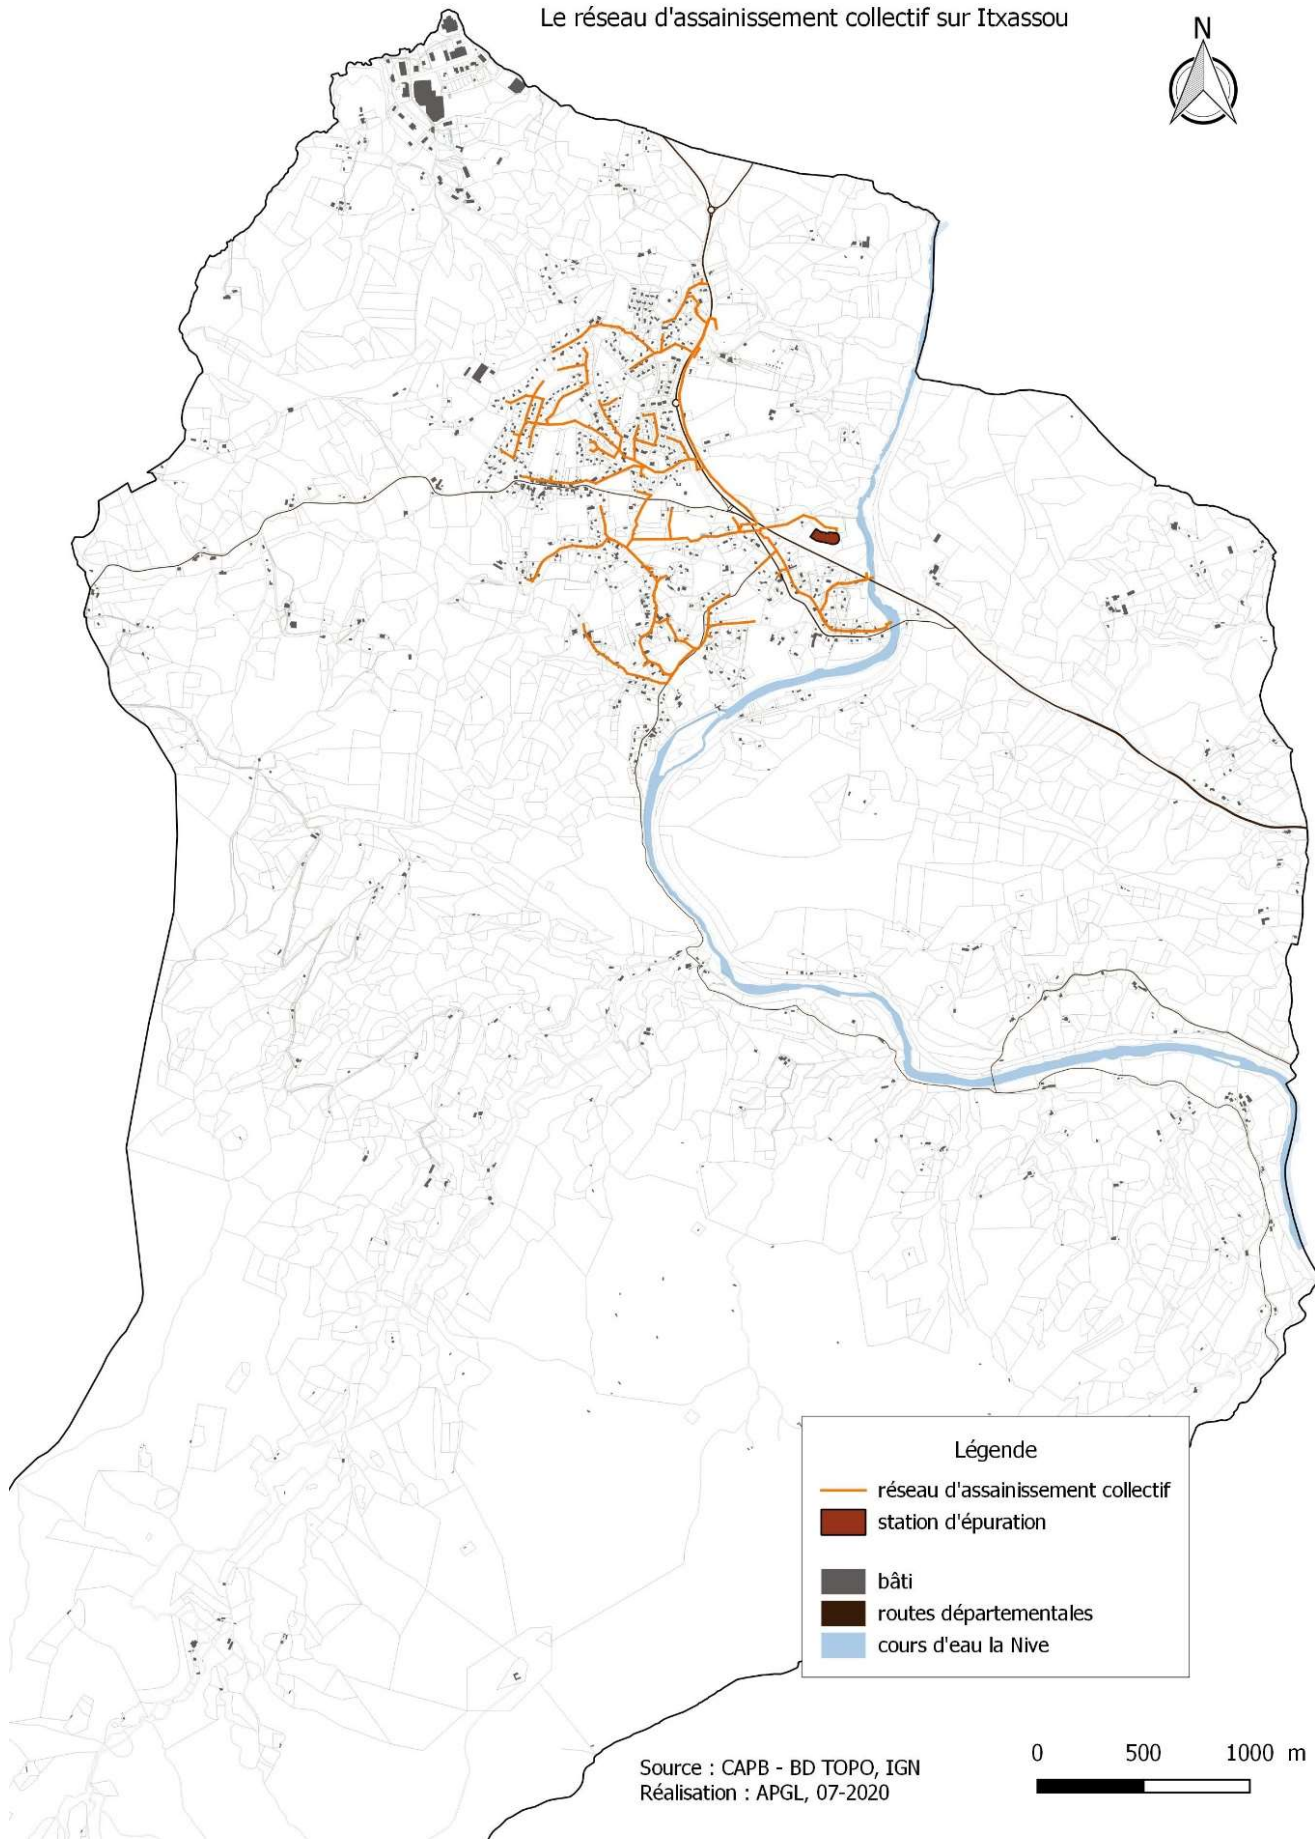 Le réseau d'assainissement collectif sur Itxassou
N
Légende
réseau d'assainissement collectif
station d'épuration
bâti
routes départementales
cours d'eau la Nive
Source : CAPB - BD TOPO, IGN
Réalisation : APGL, 07-2020
0 500 1000 m